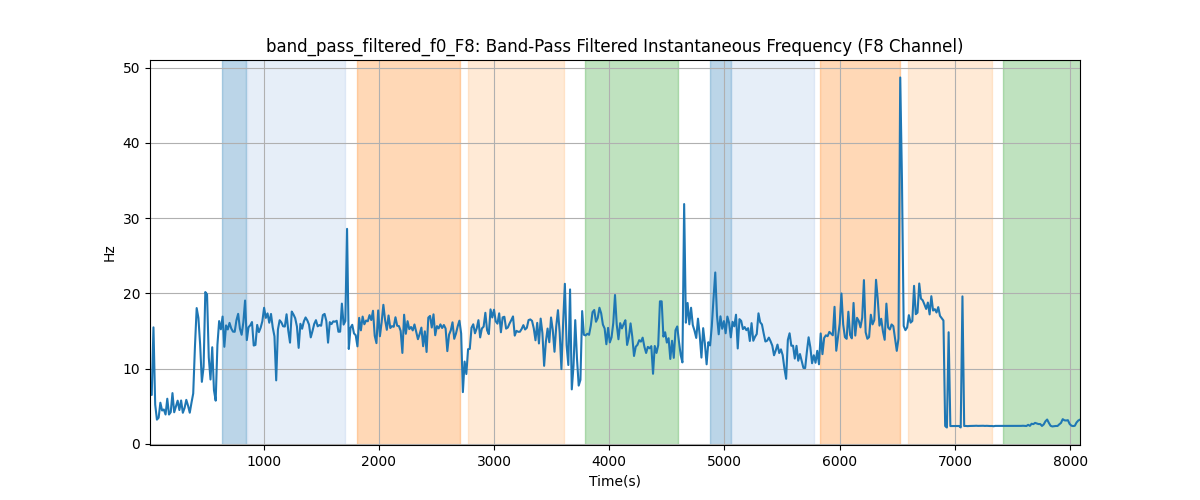 band_pass_filtered_f0_F8: Band-Pass Filtered Instantaneous Frequency (F8 Channel)
50
40
30
20
10
0
Hz
1000 2000 3000 4000 5000 6000 7000 8000
Time(s)